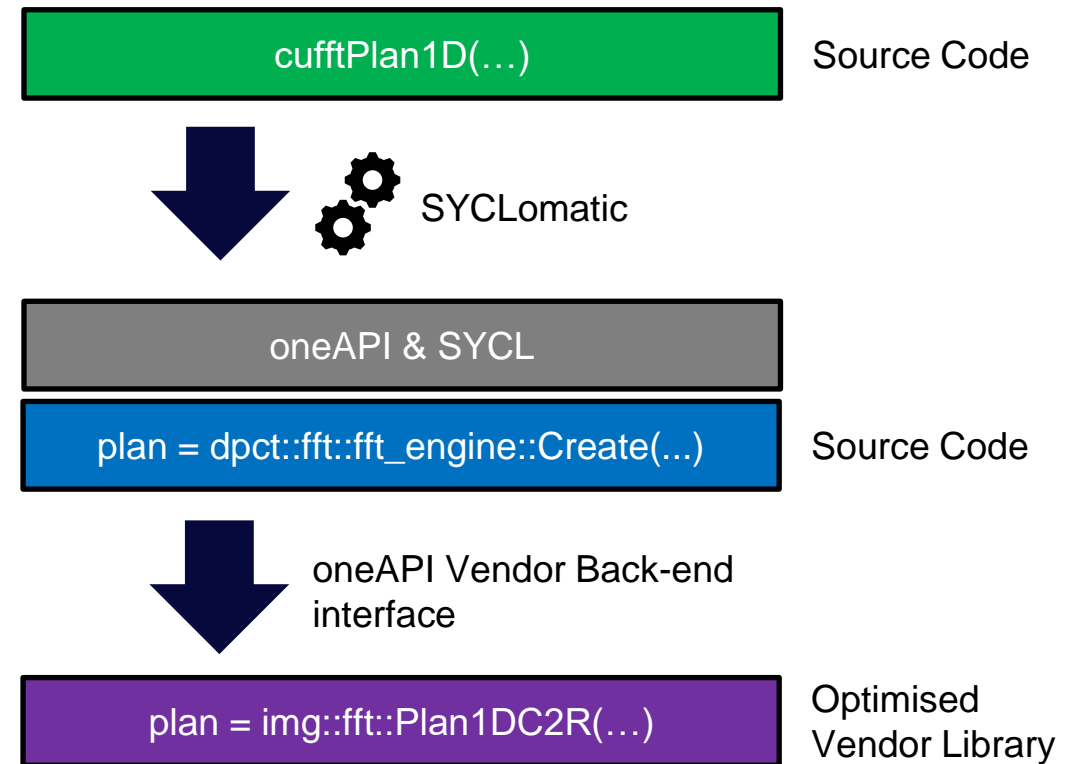 cufftPlan1D(…)
Source Code
SYCLomatic
oneAPI & SYCL
plan = dpct::fft::fft_engine::Create(...)
Source Code
oneAPI Vendor Back-end
interface
plan = img::fft::Plan1DC2R(…)
Optimised
Vendor Library